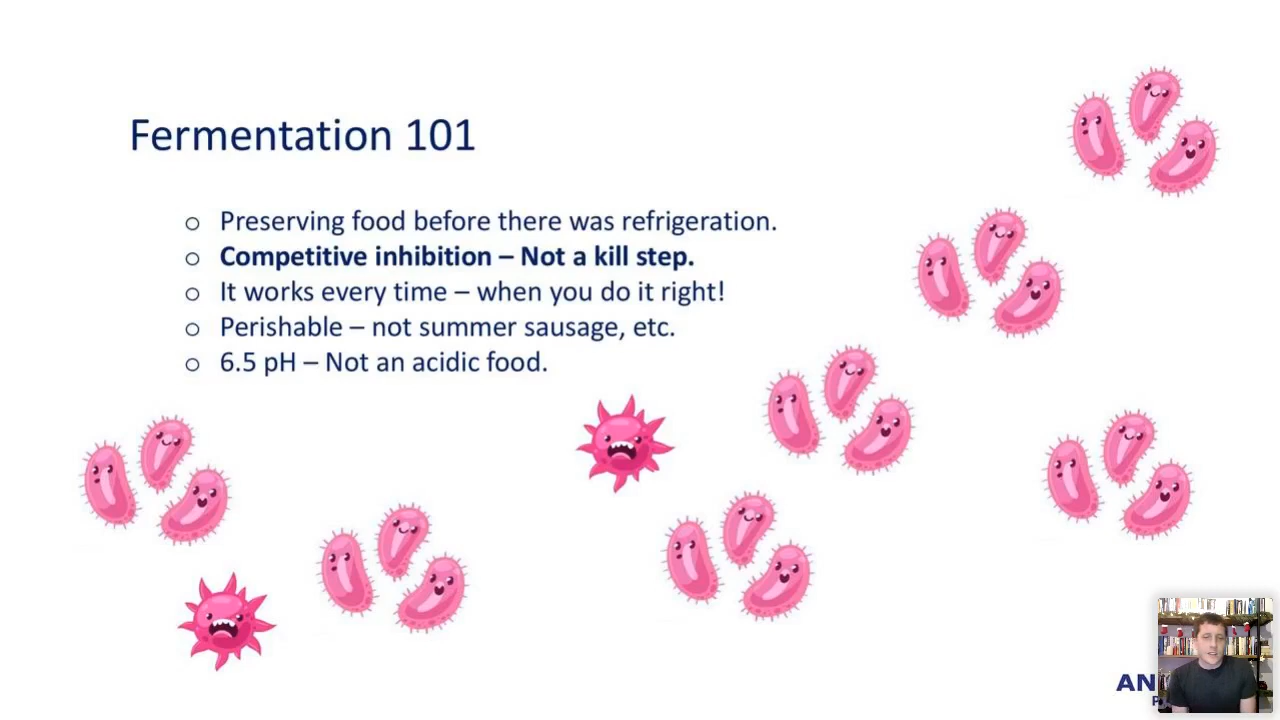 Fermentation 101
○ Preserving food before there was refrigeration.
○ Competitive inhibition – Not a kill step.
○ It works every time – when you do it right!
○ Perishable – not summer sausage, etc.
○ 6.5 pH – Not an acidic food.